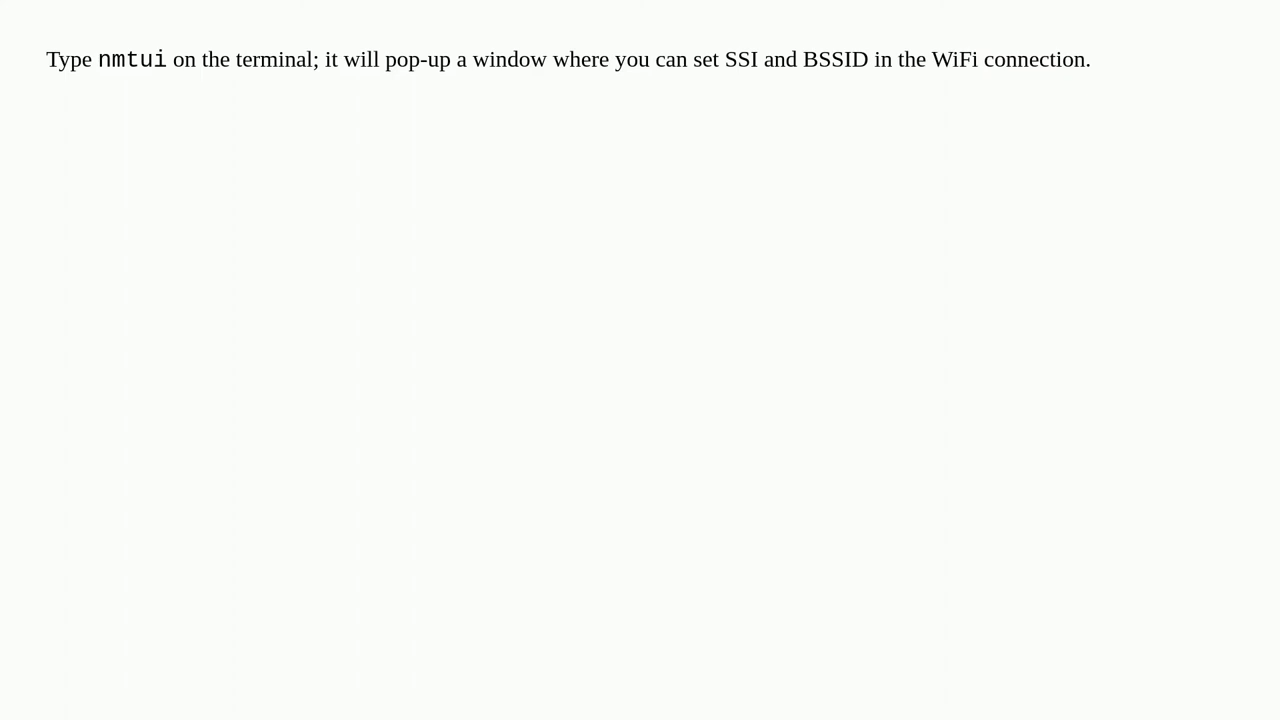 Type nmtui on the terminal; it will pop-up a window where you can set SSI and BSSID in the WiFi connection.